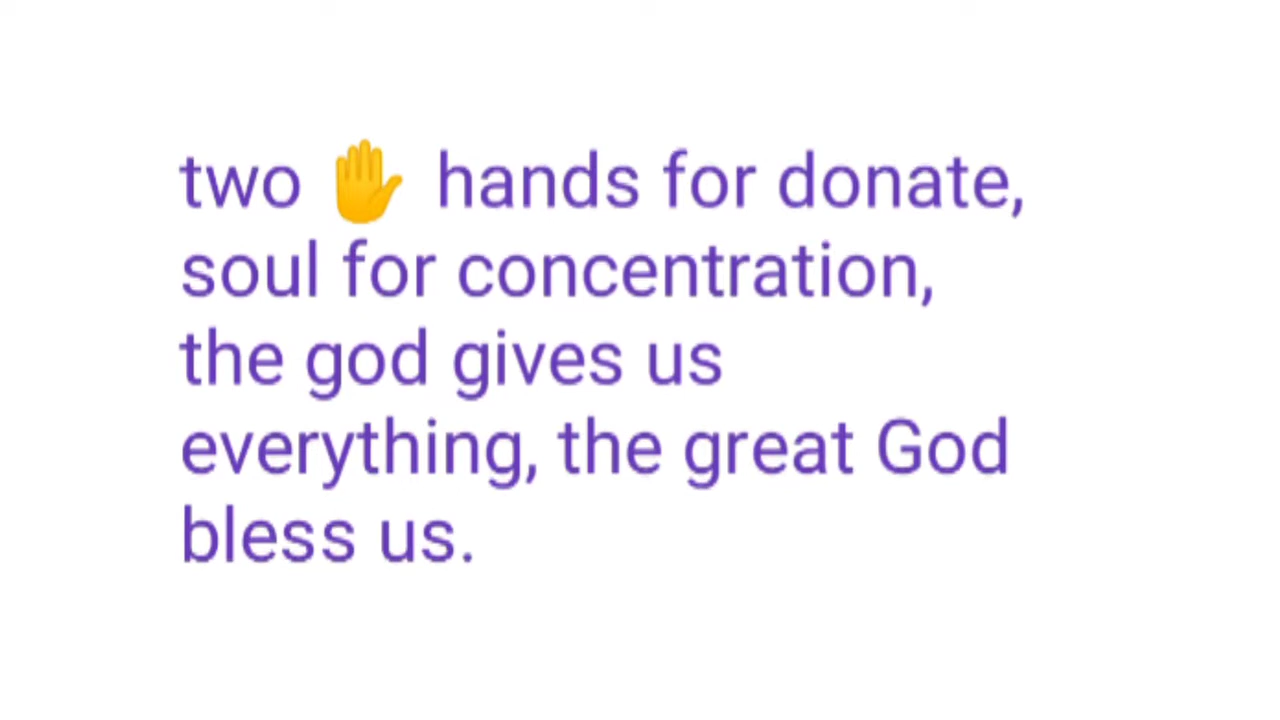 two ✋ hands for donate,
soul for concentration,
the god gives us
everything, the great God
bless us.